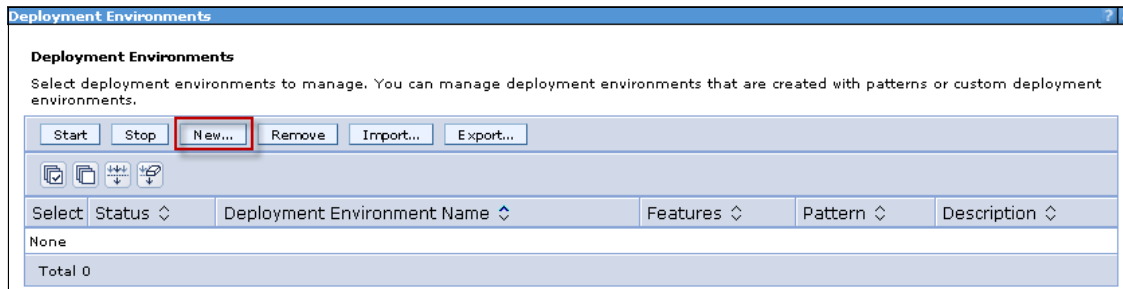 Deployment Environments ?
Deployment Environments
Select deployment environments to manage. You can manage deployment environments that are created with patterns or custom deployment
environments.
Start Stop New... Remove Import... Export...
Select Status Deployment Environment Name Features Pattern Description
None
Total 0